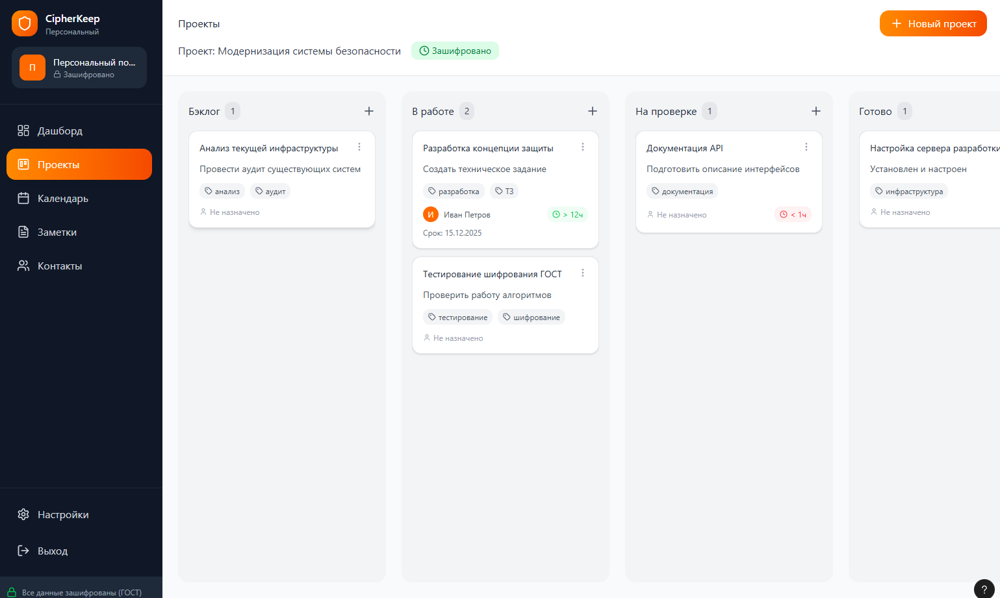 CipherKeep
Персональный
П
Персональный по...
Зашифровано
Дашборд
Проекты
Календарь
Заметки
Контакты
Настройки
Выход
Все данные зашифрованы (ГОСТ)
Проекты
Новый проект
Проект: Модернизация системы безопасности
Зашифровано
Бэклог 1
Анализ текущей инфраструктуры
Провести аудит существующих систем
анализ аудит
Не назначено
В работе 2
Разработка концепции защиты
Создать техническое задание
разработка ТЗ
И Иван Петров > 12ч
Срок: 15.12.2025
Тестирование шифрования ГОСТ
Проверить работу алгоритмов
тестирование шифрование
Не назначено
На проверке 1
Документация API
Подготовить описание интерфейсов
документация
Не назначено < 1ч
Готово 1
Настройка сервера разработки
Установлен и настроен
инфраструктура
Не назначено
?